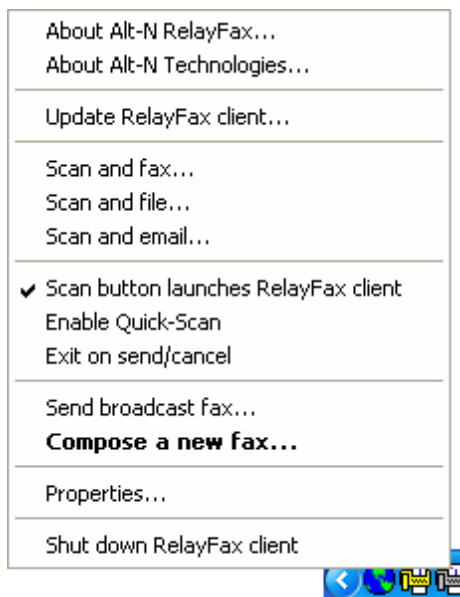 About Alt-N RelayFax...
About Alt-N Technologies...
Update RelayFax client...
Scan and fax...
Scan and file...
Scan and email...
Scan button launches RelayFax client
Enable Quick-Scan
Exit on send/cancel
Send broadcast fax...
Compose a new fax...
Properties...
Shut down RelayFax client